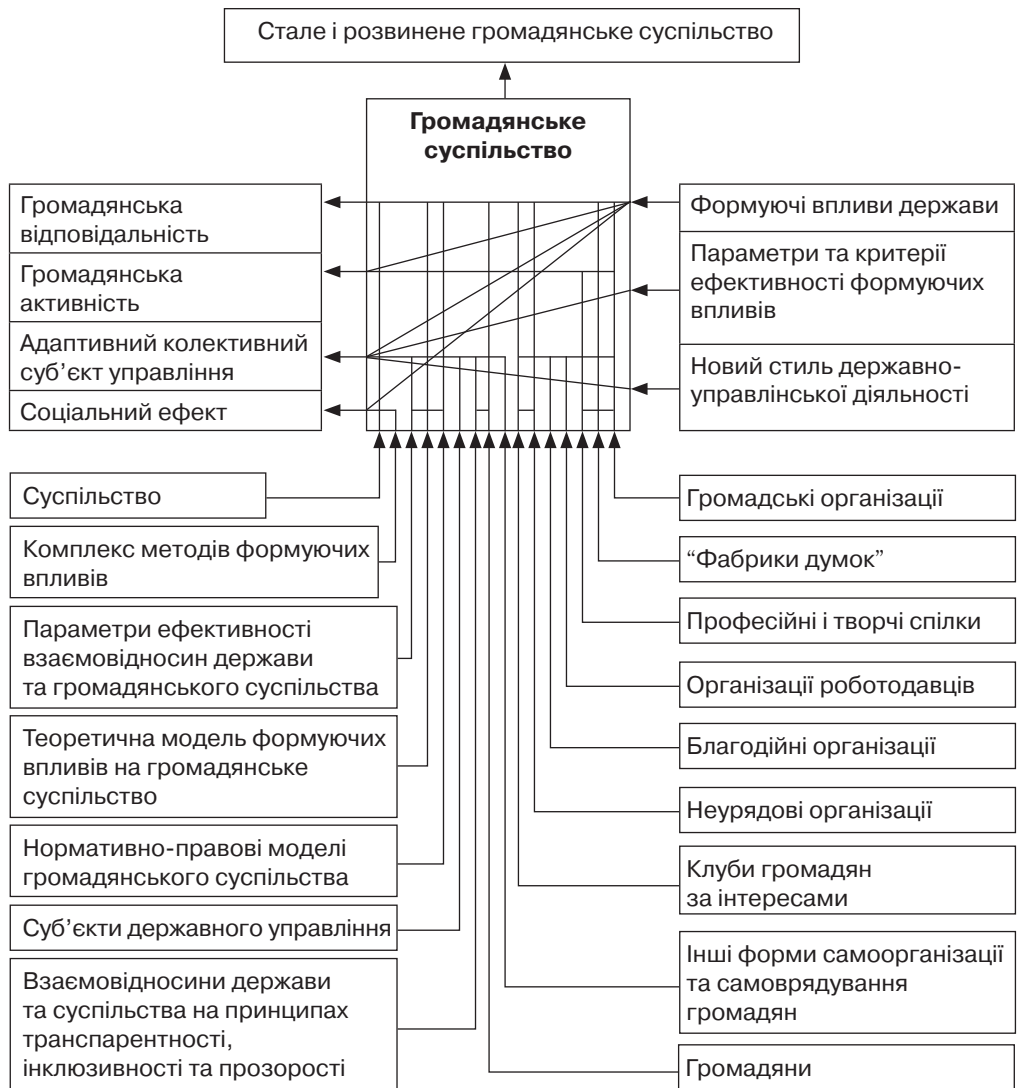 Стале і розвинене громадянське суспільство
Громадянське
суспільство
Громадянська
відповідальність
Громадянська
активність
Адаптивний колективний
суб’єкт управління
Соціальний ефект
Формуючі впливи держави
Параметри та критерії
ефективності формуючих
впливів
Новий стиль державно-
управлінської діяльності
Суспільство
Комплекс методів формуючих
впливів
Параметри ефективності
взаємовідносин держави
та громадянського суспільства
Теоретична модель формуючих
впливів на громадянське
суспільство
Нормативно-правові моделі
громадянського суспільства
Суб’єкти державного управління
Взаємовідносини держави
та суспільства на принципах
транспарентності,
інклюзивності та прозорості
Громадські організації
“Фабрики думок”
Професійні і творчі спілки
Організації роботодавців
Благодійні організації
Неурядові організації
Клуби громадян
за інтересами
Інші форми самоорганізації
та самоврядування
громадян
Громадяни